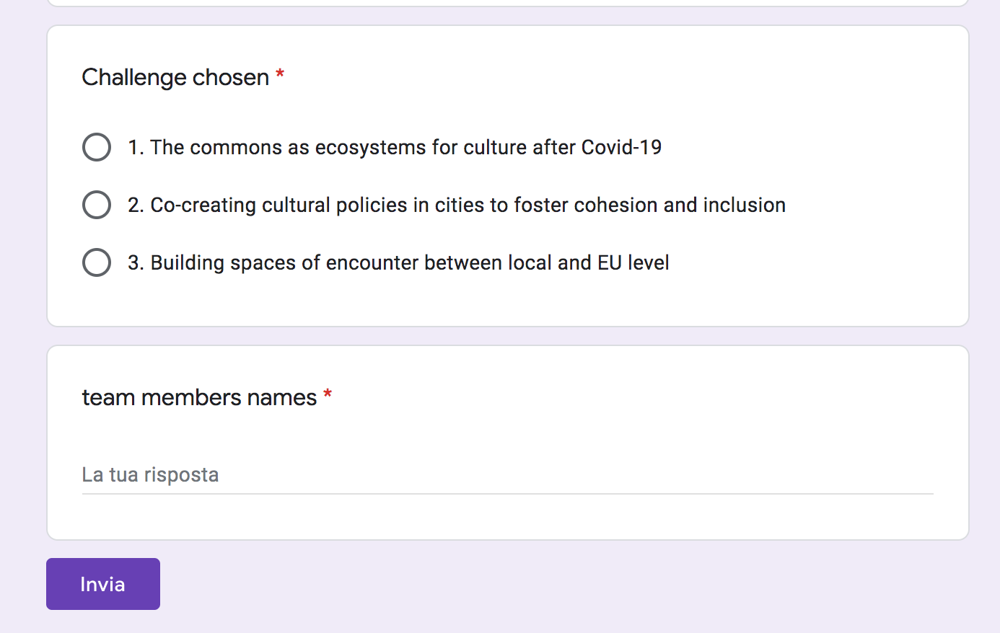 Challenge chosen *
1. The commons as ecosystems for culture after Covid-19
2. Co-creating cultural policies in cities to foster cohesion and inclusion
3. Building spaces of encounter between local and EU level
team members names *
La tua risposta
Invia